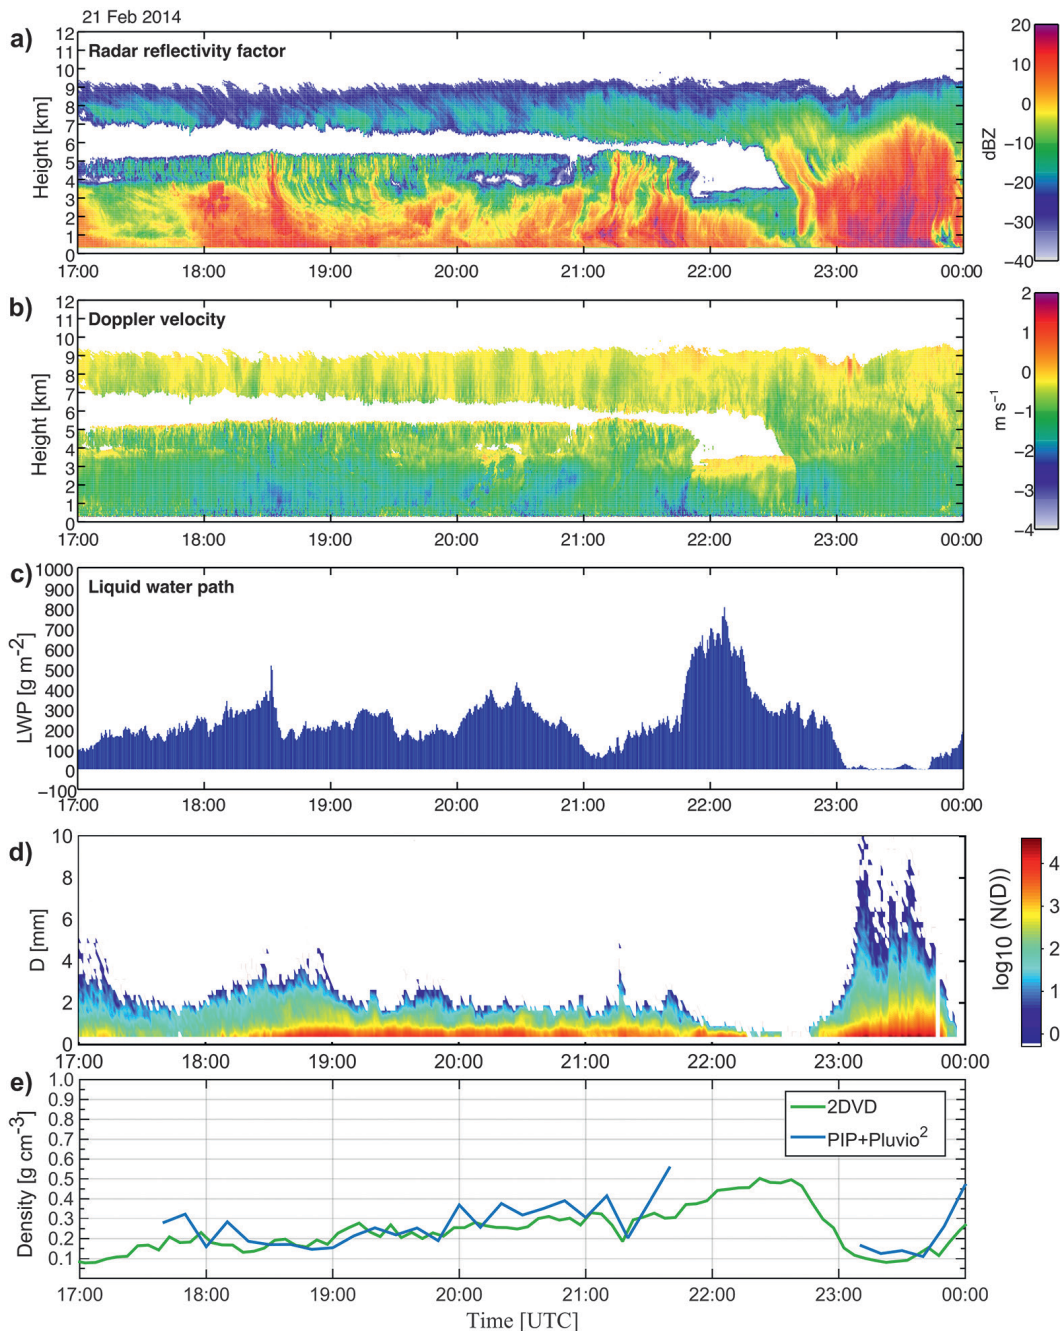 21 Feb 2014
a)
Radar reflectivity factor
Height [km]
12
11
10
9
8
7
6
5
4
3
2
1
0
17:00 18:00 19:00 20:00 21:00 22:00 23:00 00:00
20
10
0
−10
−20
−30
−40
dBZ
b)
Doppler velocity
Height [km]
12
11
10
9
8
7
6
5
4
3
2
1
0
17:00 18:00 19:00 20:00 21:00 22:00 23:00 00:00
2
1
0
−1
−2
−3
−4
m s⁻¹
c)
Liquid water path
LWP [g m⁻²]
1000
900
800
700
600
500
400
300
200
100
0
−100
17:00 18:00 19:00 20:00 21:00 22:00 23:00 00:00
d)
D [mm]
10
8
6
4
2
0
17:00 18:00 19:00 20:00 21:00 22:00 23:00 00:00
4
3
2
1
0
log10 (N(D))
e)
Density [g cm⁻³]
1.0
0.9
0.8
0.7
0.6
0.5
0.4
0.3
0.2
0.1
2DVD
PIP+Pluvio²
17:00 18:00 19:00 20:00 21:00 22:00 23:00 00:00
Time [UTC]